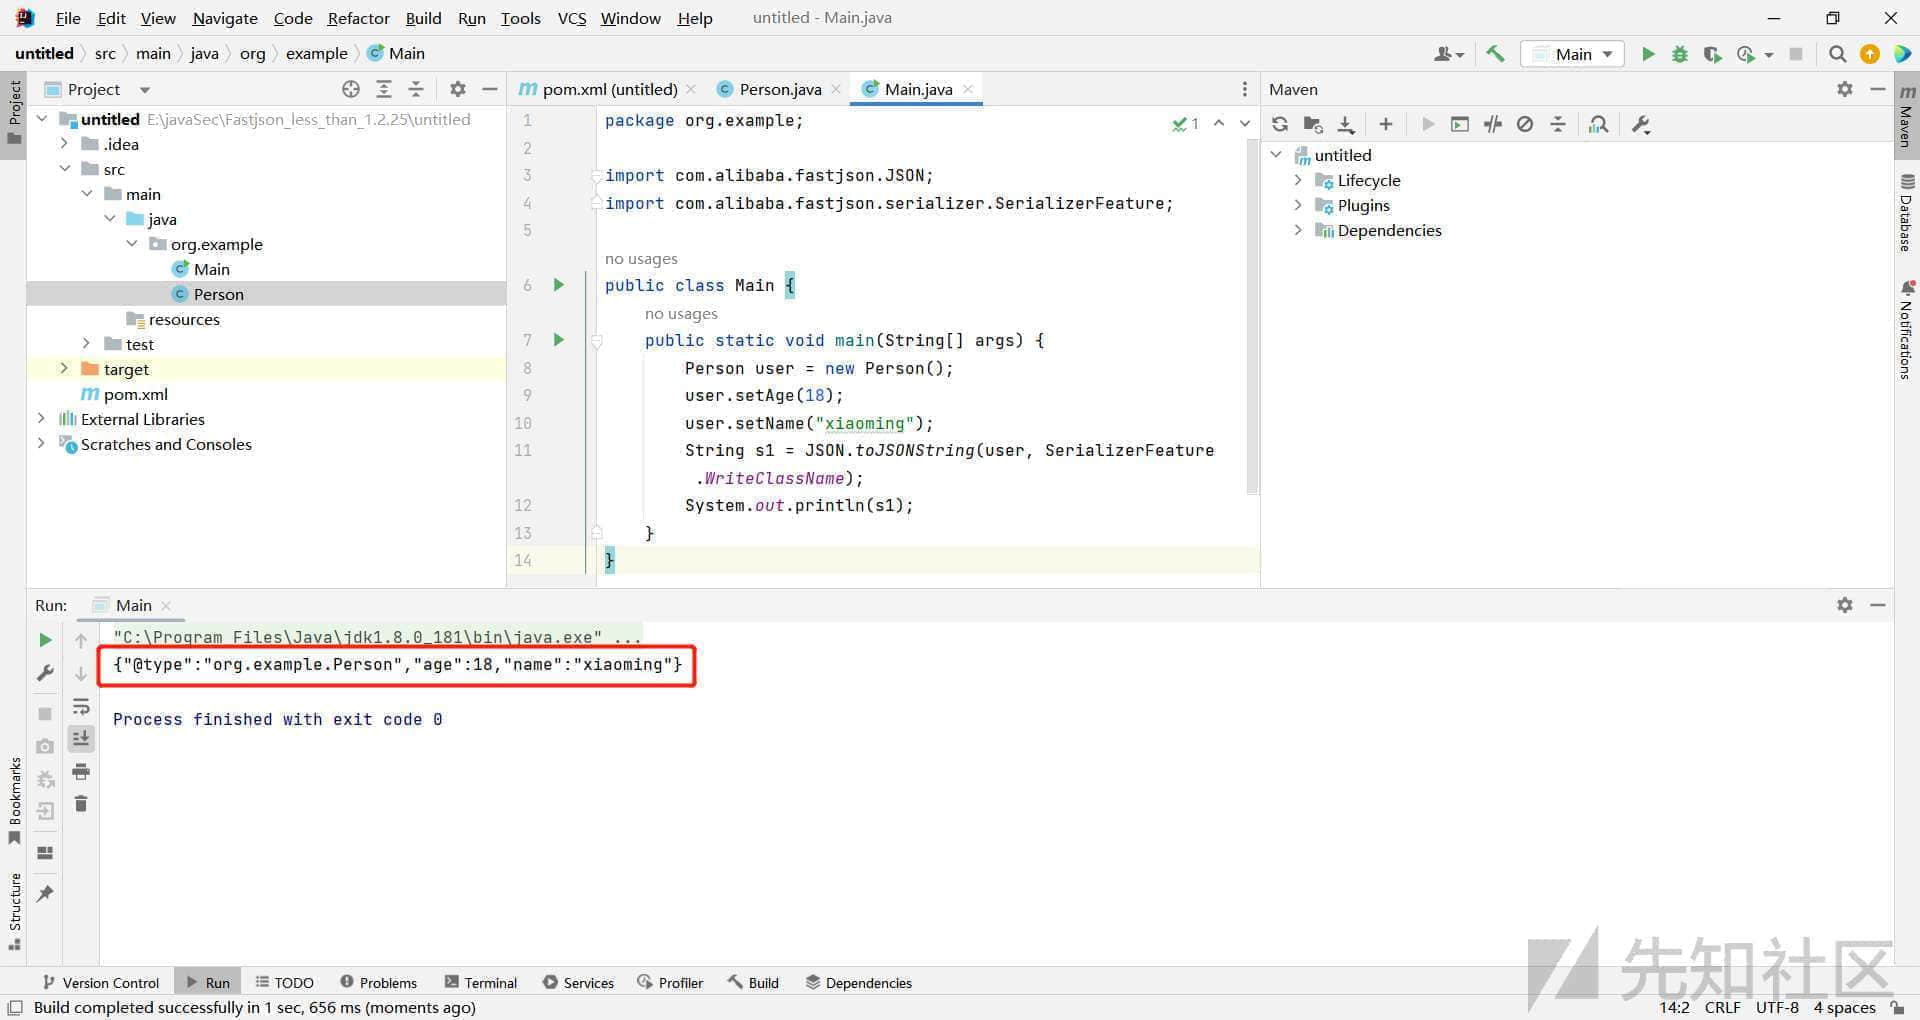 File Edit View Navigate Code Refactor Build Run Tools VCS Window Help untitled - Main.java
untitled src main java org example Main
Main
Project
pom.xml (untitled) Person.java Main.java
Maven
untitled E:\javaSec\Fastjson_less_than_1.2.25\untitled
.idea
src
main
java
org.example
Main
Person
resources
test
target
pom.xml
External Libraries
Scratches and Consoles
1 package org.example;
1
2
3 import com.alibaba.fastjson.JSON;
4 import com.alibaba.fastjson.serializer.SerializerFeature;
5
no usages
6 public class Main {
no usages
7 public static void main(String[] args) {
8 Person user = new Person();
9 user.setAge(18);
10 user.setName("xiaoming");
11 String s1 = JSON.toJSONString(user, SerializerFeature
.WriteClassName);
12 System.out.println(s1);
13 }
14 }
untitled
Lifecycle
Plugins
Dependencies
Project
Bookmarks
Structure
Maven
Database
Notifications
Run: Main
"C:\Program Files\Java\jdk1.8.0_181\bin\java.exe" ...
{"@type":"org.example.Person","age":18,"name":"xiaoming"}
Process finished with exit code 0
Version Control Run TODO Problems Terminal Services Profiler Build Dependencies
Build completed successfully in 1 sec, 656 ms (moments ago)
14:2 CRLF UTF-8 4 spaces
先知社区